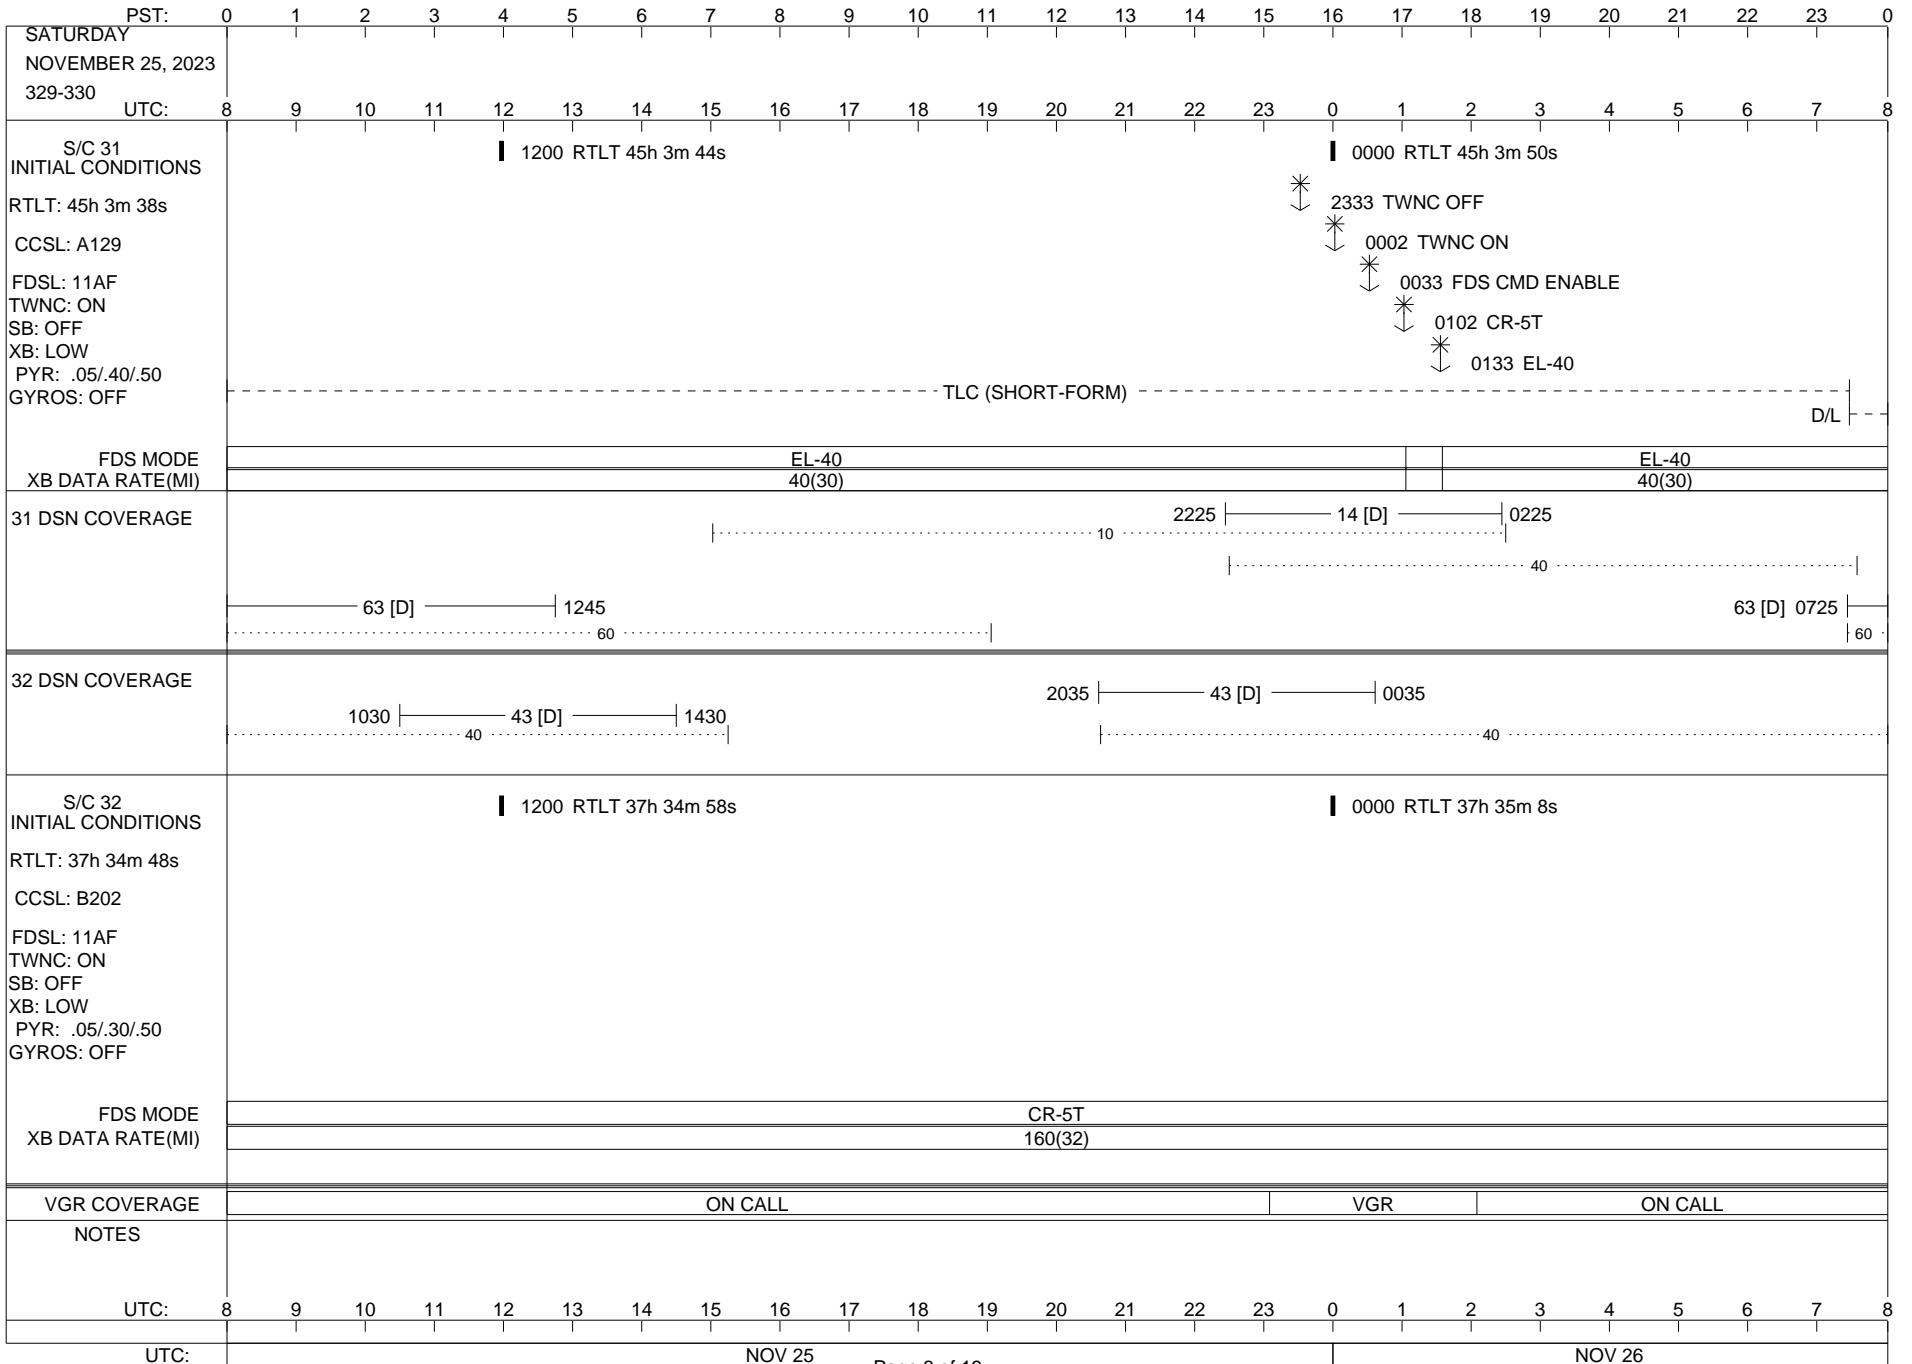 PST: 0 1 2 3 4 5 6 7 8 9 10 11 12 13 14 15 16 17 18 19 20 21 22 23 0
SATURDAY
NOVEMBER 25, 2023
329-330
UTC: 8 9 10 11 12 13 14 15 16 17 18 19 20 21 22 23 0 1 2 3 4 5 6 7 8
S/C 31
INITIAL CONDITIONS
RTLT: 45h 3m 38s
CCSL: A129
FDSL: 11AF
TWNC: ON
SB: OFF
XB: LOW
PYR: .05/.40/.50
GYROS: OFF
1200 RTLT 45h 3m 44s
0000 RTLT 45h 3m 50s
2333 TWNC OFF
0002 TWNC ON
0033 FDS CMD ENABLE
0102 CR-5T
0133 EL-40
TLC (SHORT-FORM)
D/L
FDS MODE EL-40 EL-40
XB DATA RATE(MI) 40(30) 40(30)
31 DSN COVERAGE
2225 14 [D] 0225
10
40
63 [D] 1245
63 [D] 0725
60 60
32 DSN COVERAGE
2035 43 [D] 0035
1030 43 [D] 1430
40 40
S/C 32
INITIAL CONDITIONS
RTLT: 37h 34m 48s
CCSL: B202
FDSL: 11AF
TWNC: ON
SB: OFF
XB: LOW
PYR: .05/.30/.50
GYROS: OFF
1200 RTLT 37h 34m 58s
0000 RTLT 37h 35m 8s
FDS MODE CR-5T
XB DATA RATE(MI) 160(32)
VGR COVERAGE ON CALL VGR ON CALL
NOTES
UTC: 8 9 10 11 12 13 14 15 16 17 18 19 20 21 22 23 0 1 2 3 4 5 6 7 8
UTC: NOV 25 NOV 26